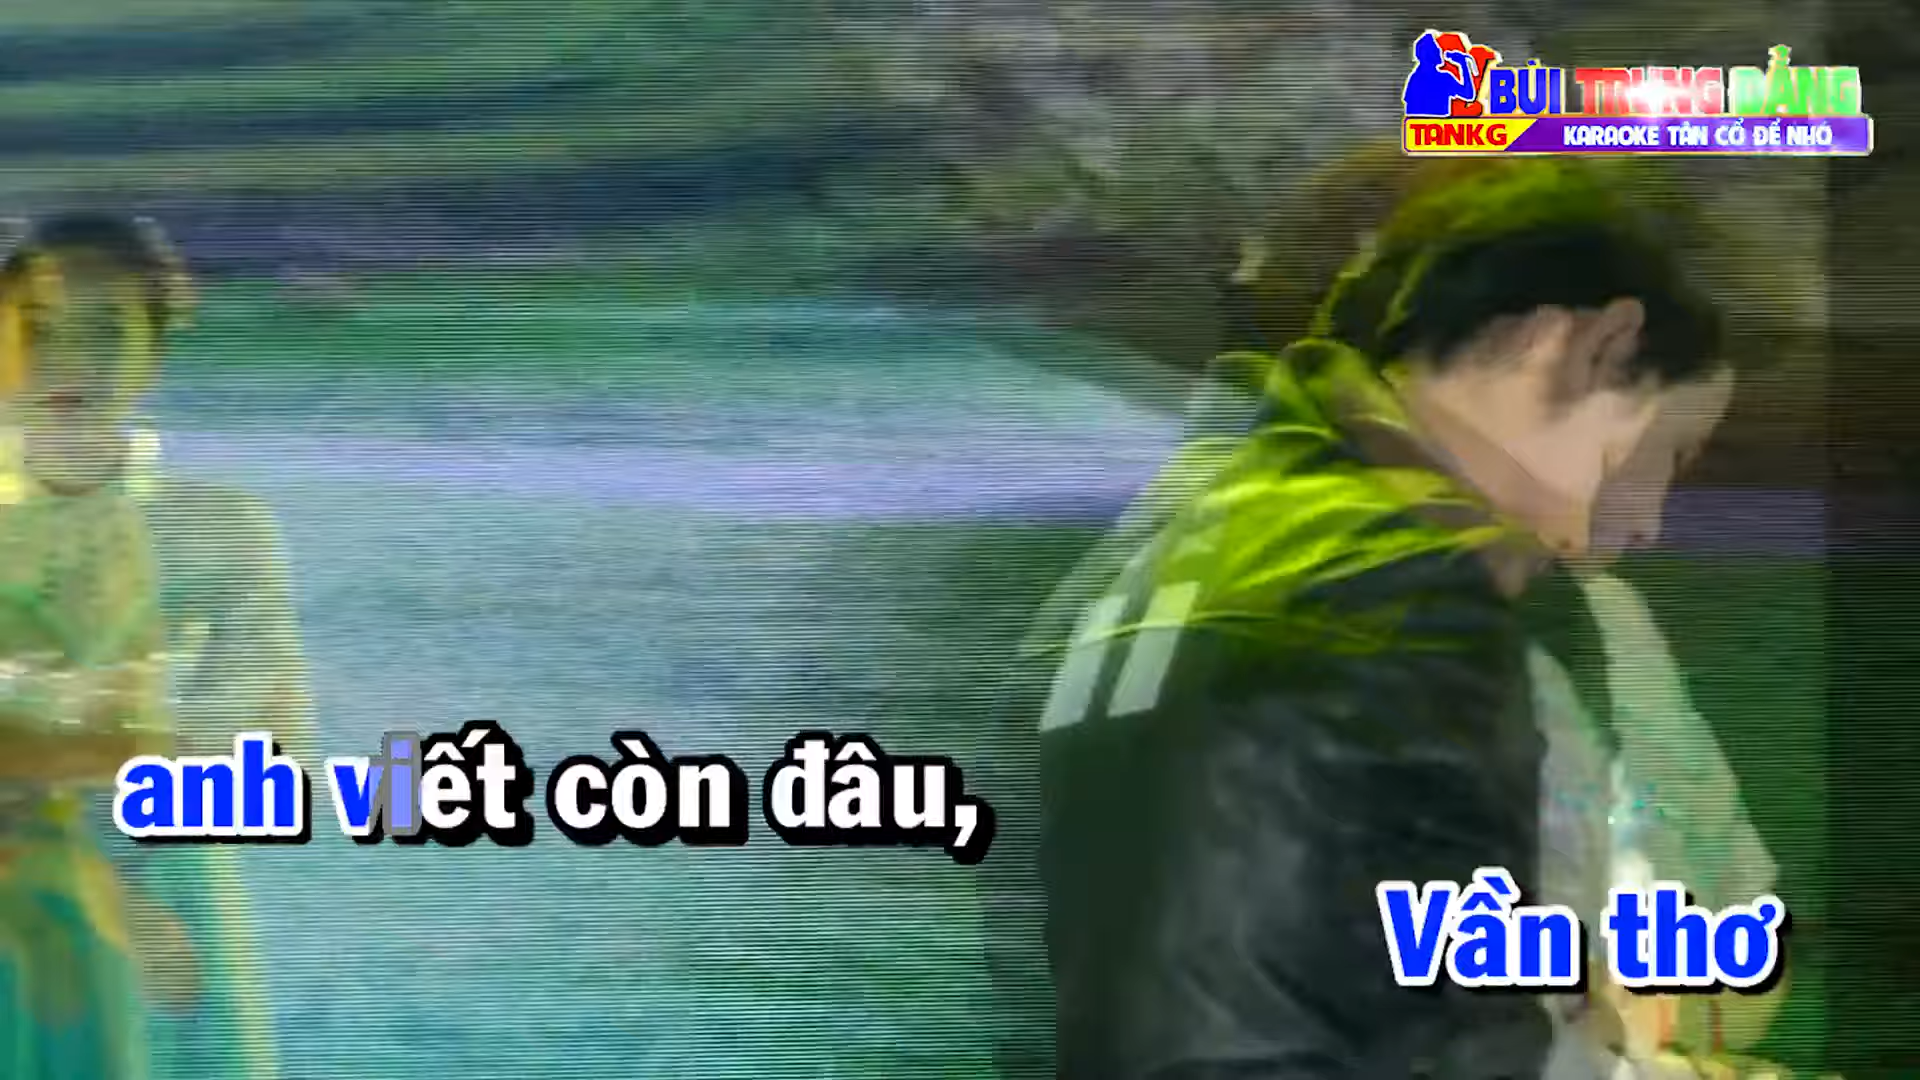 BÙI TRUNG ĐẲNG
TANKG KARAOKE TÂN CỔ ĐỂ NHỚ
anh viết còn đâu,
Vần thơ